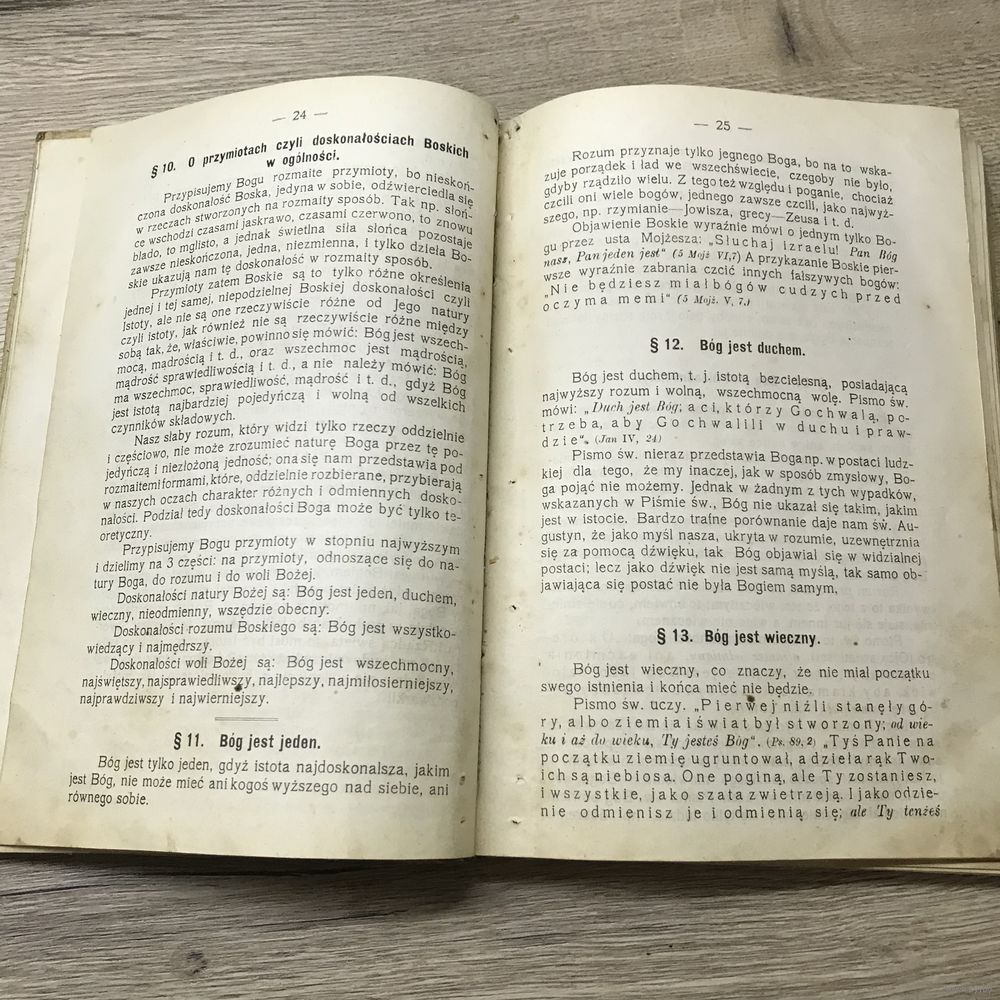 — 24 —
§ 10. O przymiotach czyli doskonałościach Boskich
w ogólności.
Przypisujemy Bogu rozmaite przymioty, bo nieskoń-
czona doskonałość Boska, jedyna w sobie, odźwierciedla się
w rzeczach stworzonych na rozmaity sposób. Tak np. słoń-
ce wschodzi czasami jaskrawo, czasami czerwono, to znowu
blado, to mglisto, a jednak świetlna siła słońca pozostaje
zawsze nieskończona, jedna, niezmienna, i tylko dzieła Bo-
skie ukazują nam tę doskonałość w rozmaity sposób.
Przymioty zatem Boskie są to tylko różne określenia
jednej i tej samej, niepodzielnej Boskiej doskonałości czyli
Istoty, ale nie są one rzeczywiście różne od Jego natury
czyli istoty, jak również nie są rzeczywiście różne między
sobą tak, że, właściwie, powinno się mówić: Bóg jest wszech-
mocą, mądrością i t. d., oraz wszechmoc jest mądrością,
mądrość sprawiedliwością i t. d., a nie należy mówić: Bóg
ma wszechmoc, sprawiedliwość, mądrość i t. d., gdyż Bóg
jest istotą najbardziej pojedyńczą i wolną od wszelkich
czynników składowych.
Nasz słaby rozum, który widzi tylko rzeczy oddzielnie
i częściowo, nie może zrozumieć naturę Boga przez tę po-
jedyńczą i niezłożoną jedność; ona się nam przedstawia pod
rozmaitemi formami, które, oddzielnie rozbierane, przybierają
w naszych oczach charakter różnych i odmiennych dosko-
nałości. Podział tedy doskonałości Boga może być tylko te-
oretyczny.
Przypisujemy Bogu przymioty w stopniu najwyższym
i dzielimy na 3 części: na przymioty, odnoszące się do na-
tury Boga, do rozumu i do woli Bożej.
Doskonałości natury Bożej są: Bóg jest jeden, duchem,
wieczny, nieodmienny, wszędzie obecny.
Doskonałości rozumu Boskiego są: Bóg jest wszystko-
wiedzący i najmędrszy.
Doskonałości woli Bożej są: Bóg jest wszechmocny,
najświętszy, najsprawiedliwszy, najlepszy, najmiłosierniejszy,
najprawdziwszy i najwierniejszy.
§ 11. Bóg jest jeden.
Bóg jest tylko jeden, gdyż istota najdoskonalsza, jakim
jest Bóg, nie może mieć ani kogoś wyższego nad siebie, ani
równego sobie.
— 25 —
Rozum przyznaje tylko jegnego Boga, bo na to wska-
zuje porządek i ład we wszechświecie, czegoby nie było,
gdyby rządziło wielu. Z tego też względu i poganie, chociaż
czcili oni wiele bogów, jednego zawsze czcili, jako najwyż-
szego, np. rzymianie—Jowisza, grecy—Zeusa i t. d.
Objawienie Boskie wyraźnie mówi o jednym tylko Bo-
gu przez usta Mojżesza: „Słuchaj izraelu! Pan Bóg
nasz, Pan jeden jest“ (5 Mojż VI,7) A przykazanie Boskie pier-
wsze wyraźnie zabrania czcić innych fałszywych bogów:
„Nie będziesz miał bogów cudzych przed
oczyma memi“ (5 Mojż. V, 7.)
§ 12. Bóg jest duchem.
Bóg jest duchem, t. j. istotą bezcielesną, posiadającą
najwyższy rozum i wolną, wszechmocną wolę. Pismo św.
mówi: „Duch jest Bóg; a ci, którzy Go chwalą, po-
trzeba, aby Go chwalili w duchu i praw-
dzie“. (Jan IV, 24)
Pismo św. nieraz przedstawia Boga np. w postaci ludz-
kiej dla tego, że my inaczej, jak w sposób zmysłowy, Bo-
ga pojąć nie możemy. Jednak w żadnym z tych wypadków,
wskazanych w Piśmie św., Bóg nie ukazał się takim, jakim
jest w istocie. Bardzo trafne porównanie daje nam św. Au-
gustyn, że jako myśl nasza, ukryta w rozumie, uzewnętrznia
się za pomocą dźwięku, tak Bóg objawiał się w widzialnej
postaci; lecz jako dźwięk nie jest samą myślą, tak samo ob-
jawiająca się postać nie była Bogiem samym,
§ 13. Bóg jest wieczny.
Bóg jest wieczny, co znaczy, że nie miał początku
swego istnienia i końca mieć nie będzie.
Pismo św. uczy. „Pierwej niźli stanęły gó-
ry, albo ziemia i świat był stworzony; od wie-
ku i aż do wieku, Ty jesteś Bóg“. (Ps. 89, 2) „Tyś Panie na
początku ziemię ugruntował, a dzieła rąk Two-
ich są niebiosa. One poginą, ale Ty zostaniesz,
i wszystkie, jako szata zwietrzeją. I jako odzie-
nie odmienisz je i odmienią się; ale Ty tenżeś